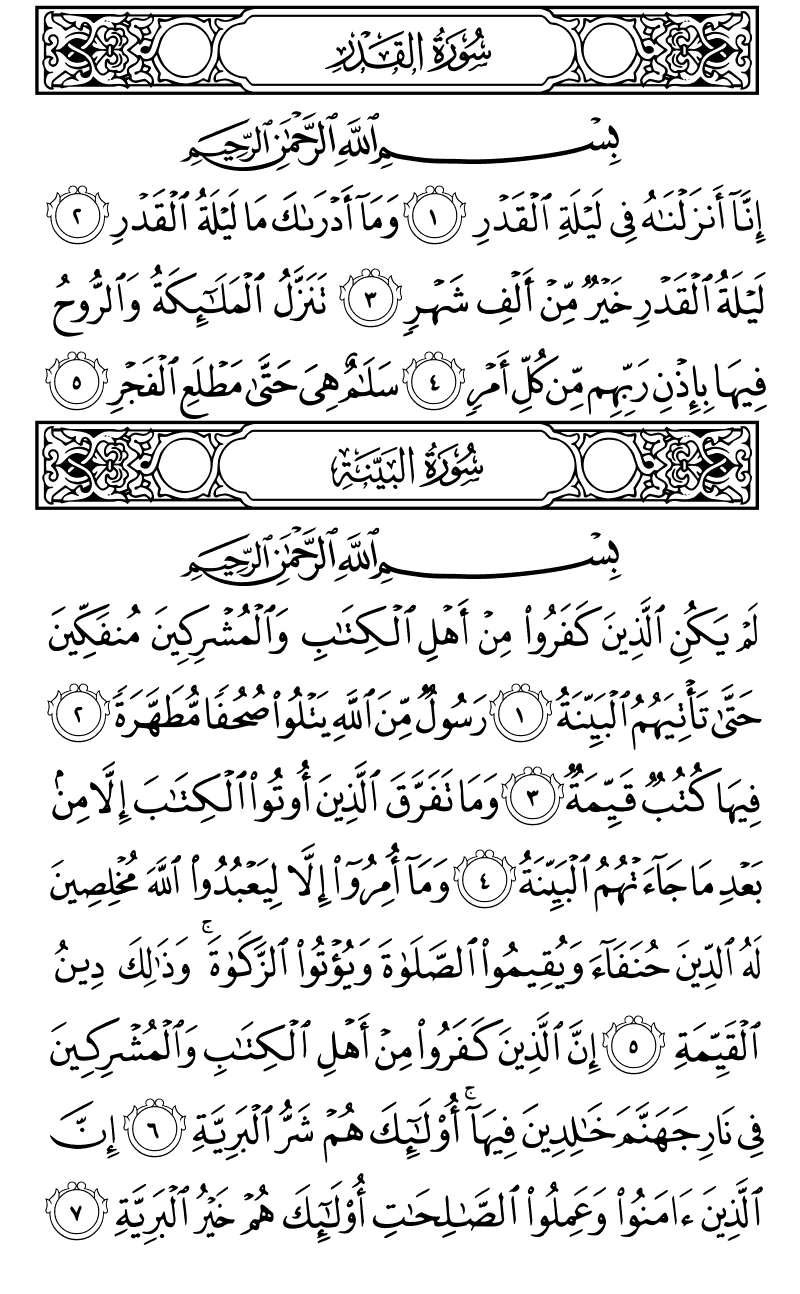 سُورَةُ القَدْرِ
بِسْمِ ٱللَّهِ ٱلرَّحْمَٰنِ ٱلرَّحِيمِ
إِنَّآ أَنزَلْنَٰهُ فِى لَيْلَةِ ٱلْقَدْرِ ١ وَمَآ أَدْرَىٰكَ مَا لَيْلَةُ ٱلْقَدْرِ ٢
لَيْلَةُ ٱلْقَدْرِ خَيْرٌ مِّنْ أَلْفِ شَهْرٍ ٣ تَنَزَّلُ ٱلْمَلَٰٓئِكَةُ وَٱلرُّوحُ
فِيهَا بِإِذْنِ رَبِّهِم مِّن كُلِّ أَمْرٍ ٤ سَلَٰمٌ هِىَ حَتَّىٰ مَطْلَعِ ٱلْفَجْرِ ٥
سُورَةُ البَيِّنَةِ
بِسْمِ ٱللَّهِ ٱلرَّحْمَٰنِ ٱلرَّحِيمِ
لَمْ يَكُنِ ٱلَّذِينَ كَفَرُوا۟ مِنْ أَهْلِ ٱلْكِتَٰبِ وَٱلْمُشْرِكِينَ مُنفَكِّينَ
حَتَّىٰ تَأْتِيَهُمُ ٱلْبَيِّنَةُ ١ رَسُولٌ مِّنَ ٱللَّهِ يَتْلُوا۟ صُحُفًا مُّطَهَّرَةً ٢
فِيهَا كُتُبٌ قَيِّمَةٌ ٣ وَمَا تَفَرَّقَ ٱلَّذِينَ أُوتُوا۟ ٱلْكِتَٰبَ إِلَّا مِنۢ
بَعْدِ مَا جَآءَتْهُمُ ٱلْبَيِّنَةُ ٤ وَمَآ أُمِرُوٓا۟ إِلَّا لِيَعْبُدُوا۟ ٱللَّهَ مُخْلِصِينَ
لَهُ ٱلدِّينَ حُنَفَآءَ وَيُقِيمُوا۟ ٱلصَّلَوٰةَ وَيُؤْتُوا۟ ٱلزَّكَوٰةَ ۚ وَذَٰلِكَ دِينُ
ٱلْقَيِّمَةِ ٥ إِنَّ ٱلَّذِينَ كَفَرُوا۟ مِنْ أَهْلِ ٱلْكِتَٰبِ وَٱلْمُشْرِكِينَ
فِى نَارِ جَهَنَّمَ خَٰلِدِينَ فِيهَآ ۚ أُو۟لَٰٓئِكَ هُمْ شَرُّ ٱلْبَرِيَّةِ ٦ إِنَّ
ٱلَّذِينَ ءَامَنُوا۟ وَعَمِلُوا۟ ٱلصَّٰلِحَٰتِ أُو۟لَٰٓئِكَ هُمْ خَيْرُ ٱلْبَرِيَّةِ ٧